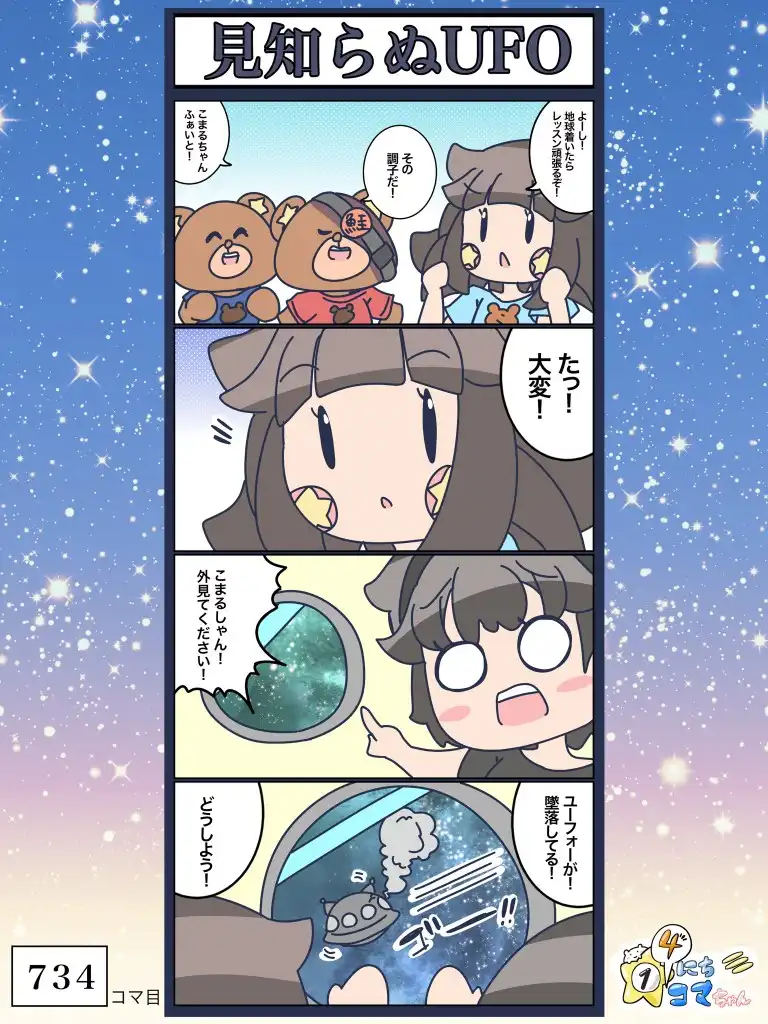 見知らぬUFO
よーし！
地球着いたら
レッスン頑張るぞ！
その
調子だ！
鮭
こまるちゃん
ふぁいと！
たっ！
大変！
こまるしゃん！
外見てください！
ユーフォーが！
墜落してる！
ゴー！！
どうしよう！
734
コマ目
1
にち
4
コマ
ちゃん